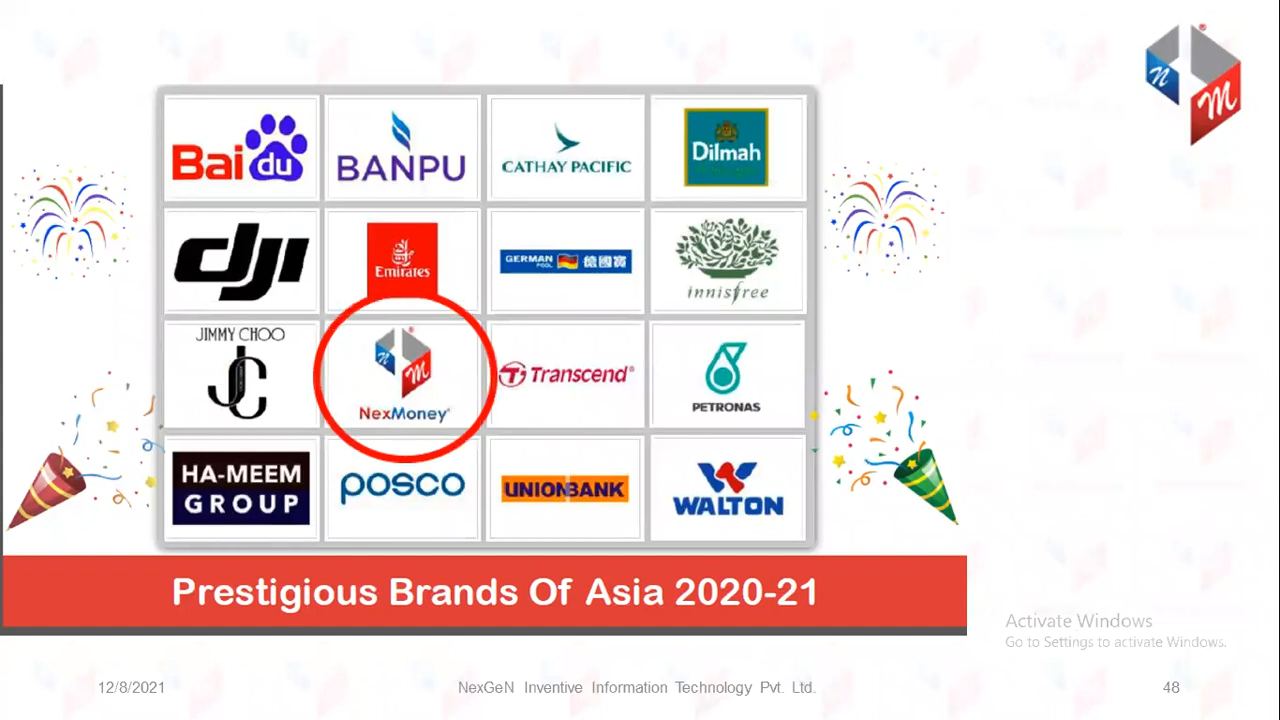 n
M
Baidu
BANPU
CATHAY PACIFIC
Dilmah
dji
Emirates
GERMAN
POOL
德國寶
innisfree
JIMMY CHOO
JC
n
M
NexMoney
Transcend®
PETRONAS
HA-MEEM
GROUP
posco
UNIONBANK
WALTON
Prestigious Brands Of Asia 2020-21
Activate Windows
Go to Settings to activate Windows.
12/8/2021
NexGeN Inventive Information Technology Pvt. Ltd.
48